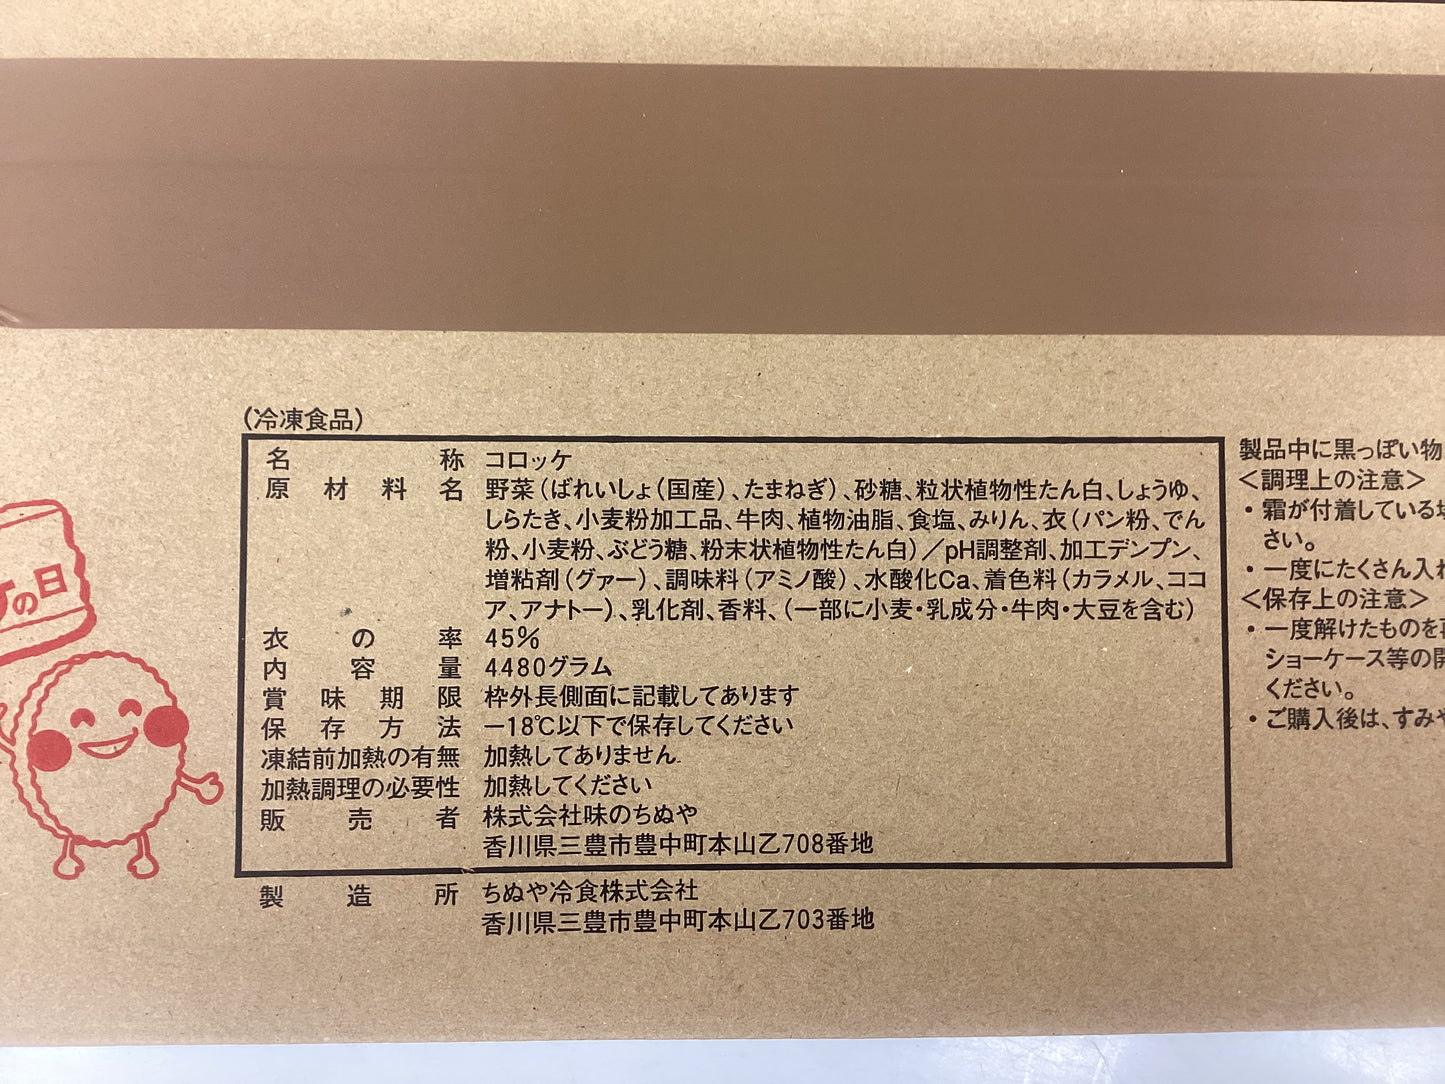 の日
(冷凍食品)
名称 コロッケ
原材料名 野菜(ばれいしょ(国産)、たまねぎ)、砂糖、粒状植物性たん白、しょうゆ、
しらたき、小麦粉加工品、牛肉、植物油脂、食塩、みりん、衣(パン粉、でん
粉、小麦粉、ぶどう糖、粉末状植物性たん白)/pH調整剤、加工デンプン、
増粘剤(グァー)、調味料(アミノ酸)、水酸化Ca、着色料(カラメル、ココ
ア、アナトー)、乳化剤、香料、(一部に小麦・乳成分・牛肉・大豆を含む)
衣の率 45%
内容量 4480グラム
賞味期限 枠外長側面に記載してあります
保存方法 −18℃以下で保存してください
凍結前加熱の有無 加熱してありません
加熱調理の必要性 加熱してください
販売者 株式会社味のちぬや
香川県三豊市豊中町本山乙708番地
製造所 ちぬや冷食株式会社
香川県三豊市豊中町本山乙703番地
製品中に黒っぽい物
<調理上の注意>
・霜が付着している
さい。
・一度にたくさん入
<保存上の注意>
・一度解けたものを
ショーケース等の
ください。
・ご購入後は、すみ